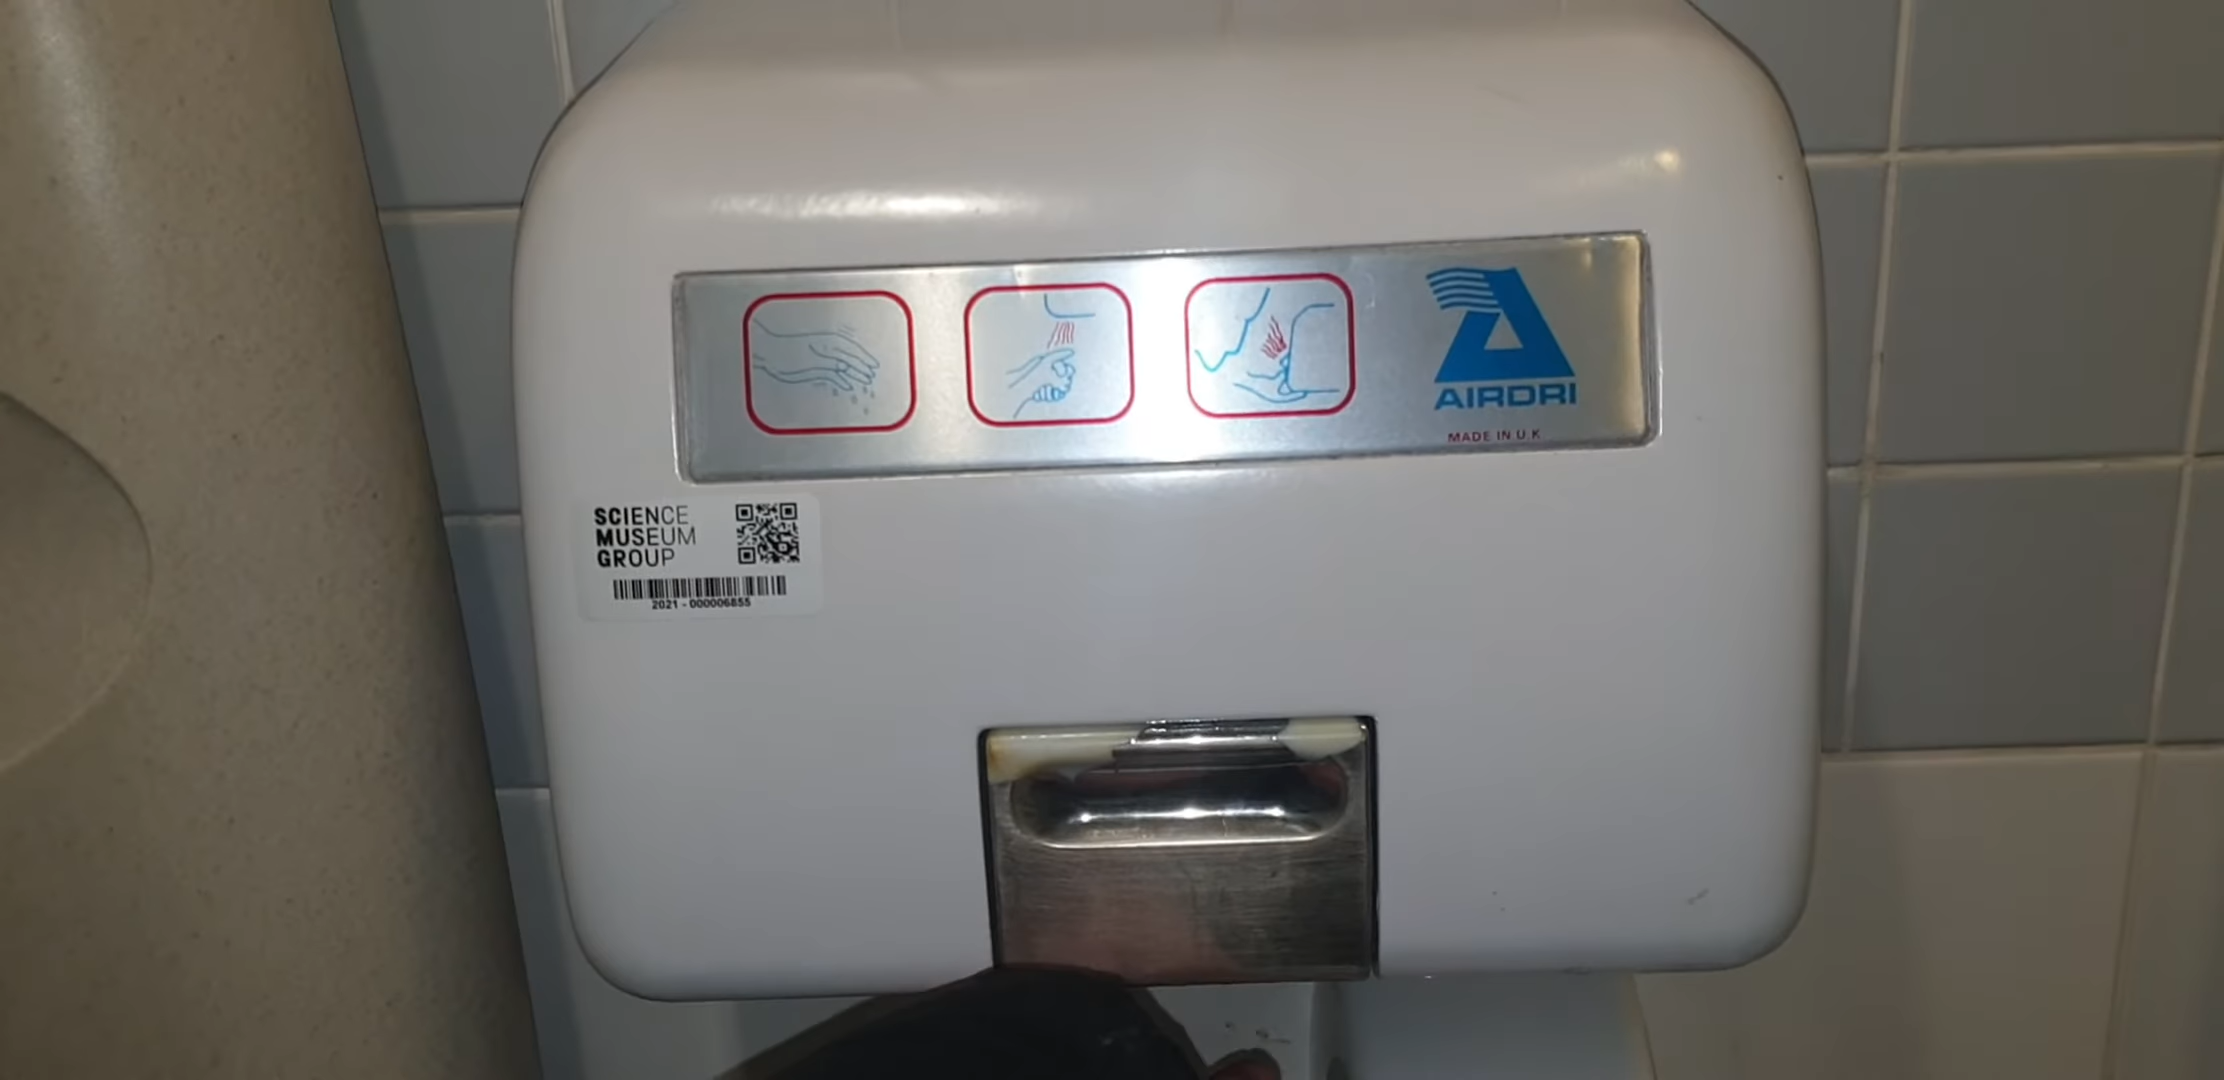 AIRDRI
MADE IN U.K
SCIENCE
MUSEUM
GROUP
2021 - 000006855